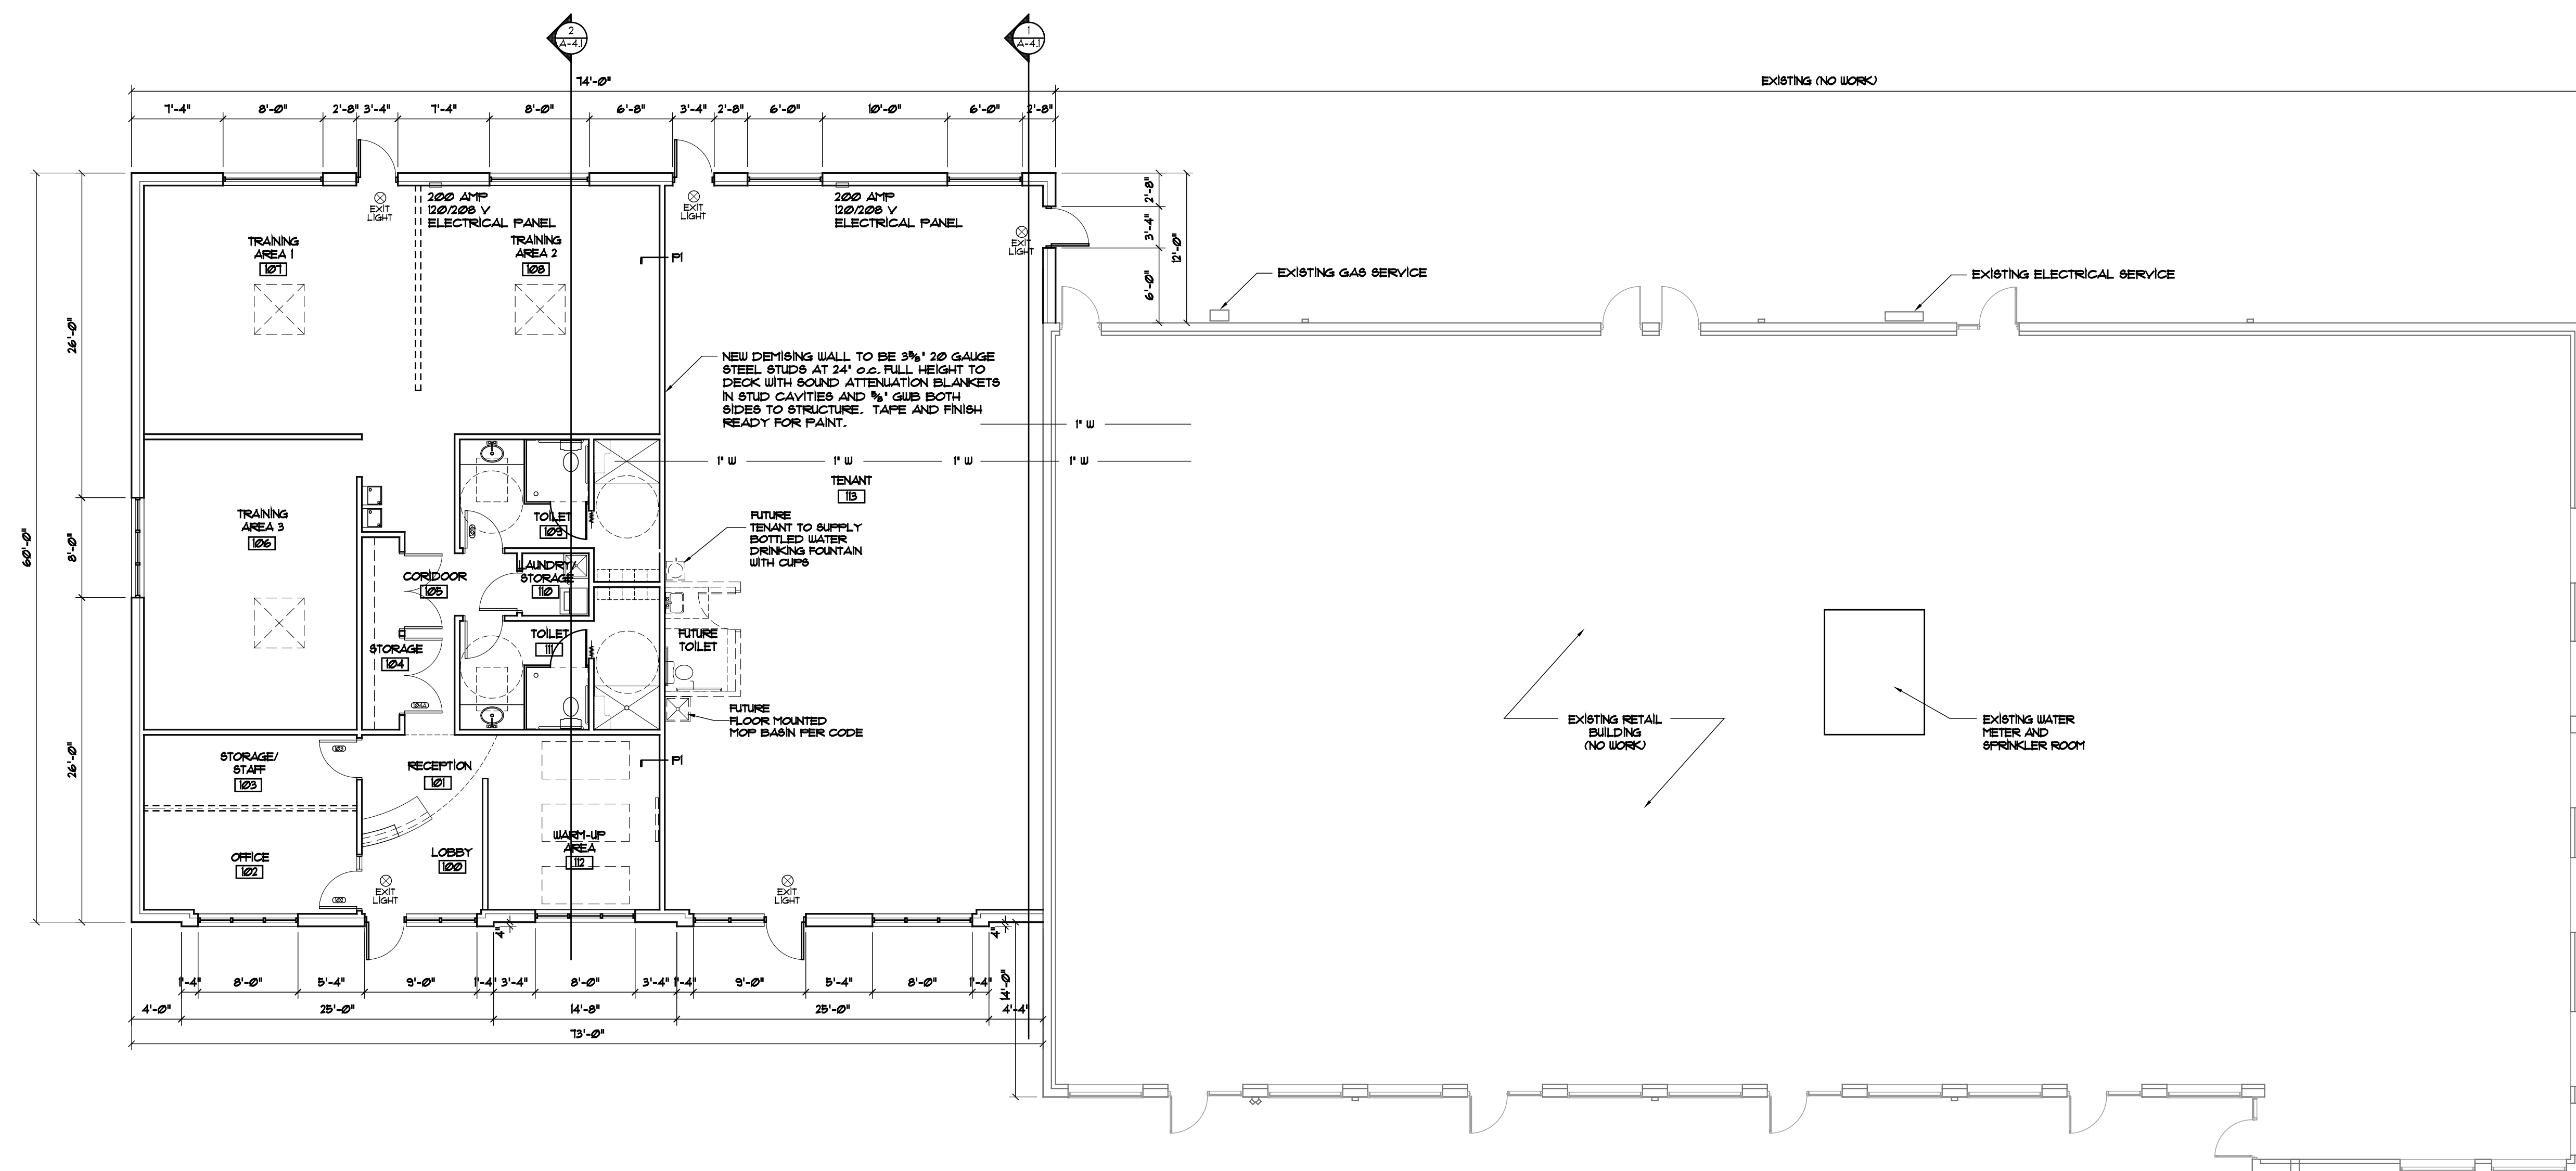 2
A-4.1
1
A-4.1
74'-0"
EXISTING (NO WORK)
7'-4"
8'-0"
2'-8"
3'-4"
7'-4"
8'-0"
6'-8"
3'-4"
2'-8"
6'-0"
10'-0"
6'-0"
2'-8"
EXIT
LIGHT
200 AMP
120/208 V
ELECTRICAL PANEL
EXIT
LIGHT
200 AMP
120/208 V
ELECTRICAL PANEL
EXIT
LIGHT
2'-8"
3'-4"
6'-0"
12'-0"
TRAINING
AREA 1
107
TRAINING
AREA 2
108
P1
EXISTING GAS SERVICE
EXISTING ELECTRICAL SERVICE
26'-0"
8'-0"
26'-0"
60'-0"
NEW DEMISING WALL TO BE 3⅝" 20 GAUGE
STEEL STUDS AT 24" o.c. FULL HEIGHT TO
DECK WITH SOUND ATTENUATION BLANKETS
IN STUD CAVITIES AND ⅝" GWB BOTH
SIDES TO STRUCTURE. TAPE AND FINISH
READY FOR PAINT.
1" W
1" W
1" W
1" W
1" W
TENANT
113
TRAINING
AREA 3
106
TOILET
109
FUTURE
TENANT TO SUPPLY
BOTTLED WATER
DRINKING FOUNTAIN
WITH CUPS
CORIDOOR
105
LAUNDRY/
STORAGE
110
STORAGE
104
TOILET
111
FUTURE
TOILET
FUTURE
FLOOR MOUNTED
MOP BASIN PER CODE
EXISTING RETAIL
BUILDING
(NO WORK)
EXISTING WATER
METER AND
SPRINKLER ROOM
STORAGE/
STAFF
103
RECEPTION
101
P1
OFFICE
102
LOBBY
100
WARM-UP
AREA
112
EXIT
LIGHT
EXIT
LIGHT
4"
4"
1'-4"
8'-0"
5'-4"
9'-0"
1'-4"
3'-4"
8'-0"
3'-4"
1'-4"
9'-0"
5'-4"
8'-0"
1'-4"
14'-0"
4'-0"
25'-0"
14'-8"
25'-0"
4'-4"
73'-0"